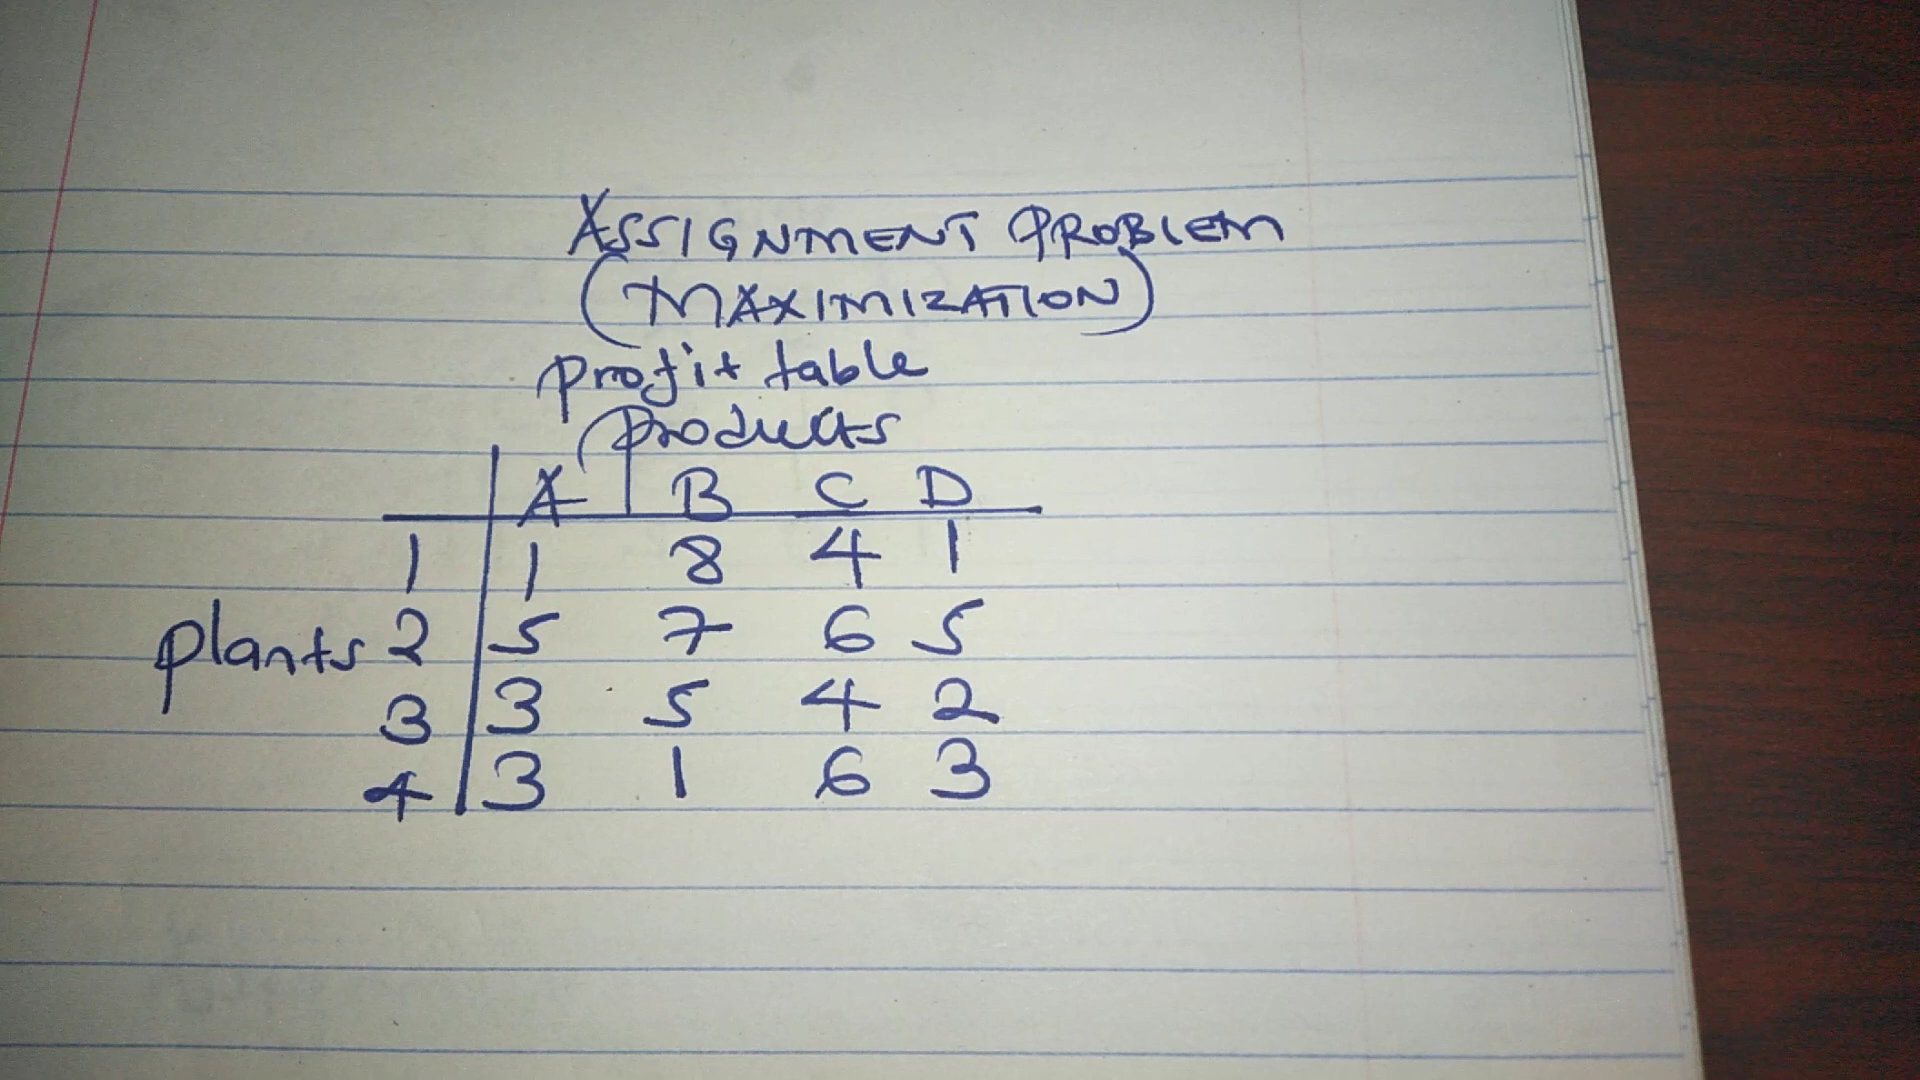 ASSIGNMENT PROBLEM
(MAXIMIZATION)
Profit table
Products
A B C D
1 1 8 4 1
Plants 2 5 7 6 5
3 3 5 4 2
4 3 1 6 3